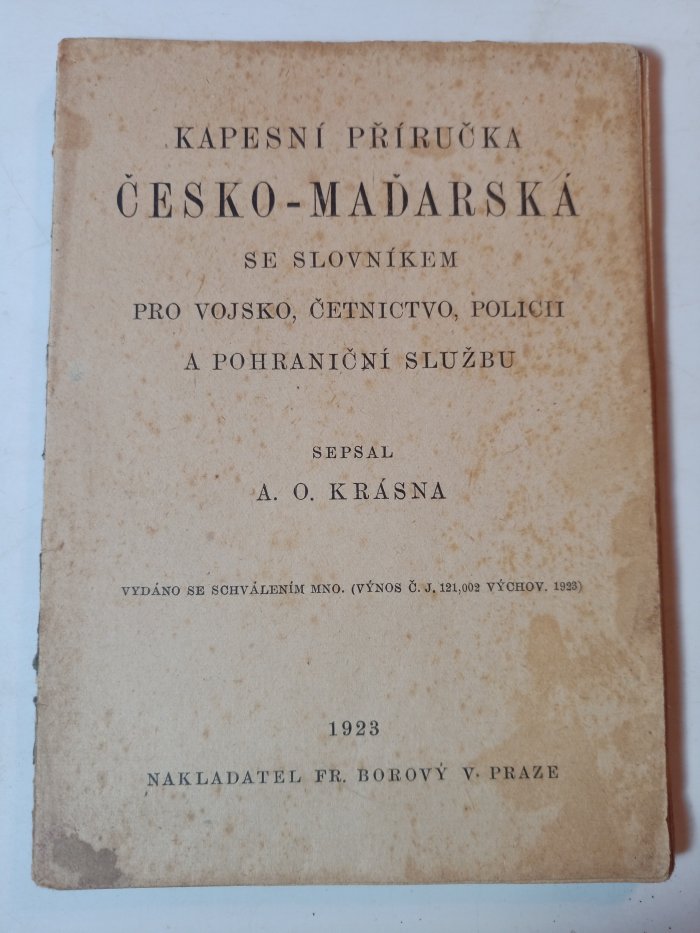 KAPESNÍ PŘÍRUČKA
ČESKO-MAĎARSKÁ
SE SLOVNÍKEM
PRO VOJSKO, ČETNICTVO, POLICII
A POHRANIČNÍ SLUŽBU
SEPSAL
A. O. KRÁSNA
VYDÁNO SE SCHVÁLENÍM MNO. (VÝNOS Č. J. 121,002 VÝCHOV. 1923)
1923
NAKLADATEL FR. BOROVÝ V PRAZE